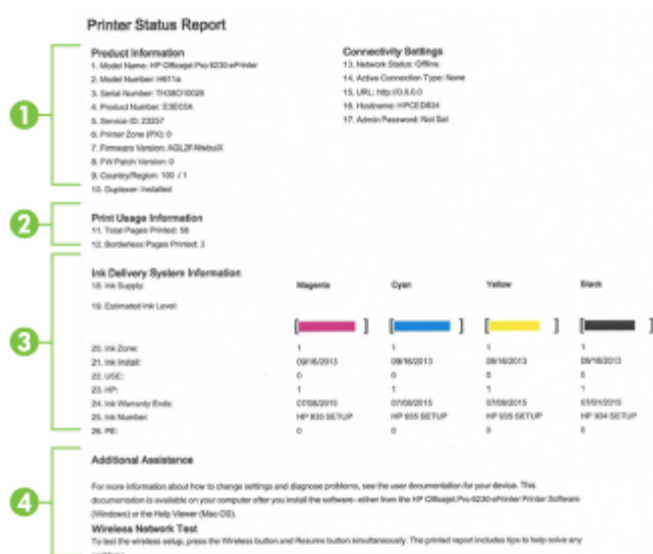 Printer Status Report
Product Information
1. Model Name: HP Officejet Pro 6230 ePrinter
2. Model Number: H611a
3. Serial Number:
4. Product Number: E3E03A
5. Service ID: 23237
6. Printer Zone (PX): 0
7. Firmware Version:
8. FW Patch Version: 0
9. Country/Region: 100 / 1
10. Duplexer: Installed
Connectivity Settings
13. Network Status: Offline
14. Active Connection Type: None
15. URL: http://0.0.0.0
16. Hostname: HPCED834
17. Admin Password: Not Set
1
Print Usage Information
11. Total Pages Printed: 56
12. Borderless Pages Printed: 3
2
Ink Delivery System Information
18. Ink Supply: Magenta Cyan Yellow Black
19. Estimated Ink Level:
[ ] [ ] [ ] [ ]
3
20. Ink Zone: 1 1 1 1
21. Ink Install: 09/16/2013 09/16/2013 09/16/2013 09/16/2013
22. USE: 0 0 0 0
23. HP: 1 1 1 1
24. Ink Warranty Ends: 07/08/2015 07/08/2015 07/08/2015 07/01/2015
25. Ink Number: HP 935 SETUP HP 935 SETUP HP 935 SETUP HP 934 SETUP
26. PE: 0 0 0 0
Additional Assistance
4
For more information about how to change settings and diagnose problems, see the user documentation for your device. This
documentation is available on your computer after you install the software- either from the HP Officejet Pro 6230 ePrinter Printer Software
(Windows) or the Help Viewer (Mac OS).
Wireless Network Test
To test the wireless setup, press the Wireless button and Resume button simultaneously. The printed report includes tips to help solve any